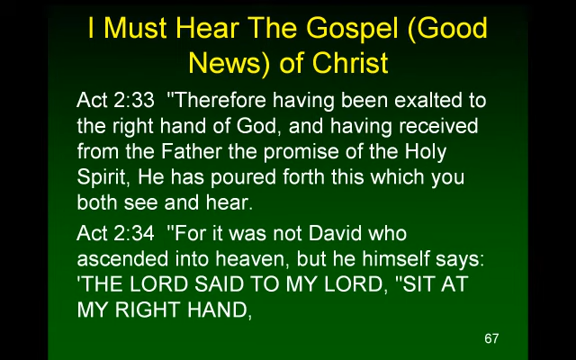 I Must Hear The Gospel (Good
News) of Christ
Act 2:33  "Therefore having been exalted to
the right hand of God, and having received
from the Father the promise of the Holy
Spirit, He has poured forth this which you
both see and hear.
Act 2:34  "For it was not David who
ascended into heaven, but he himself says:
'THE LORD SAID TO MY LORD, "SIT AT
MY RIGHT HAND,
67